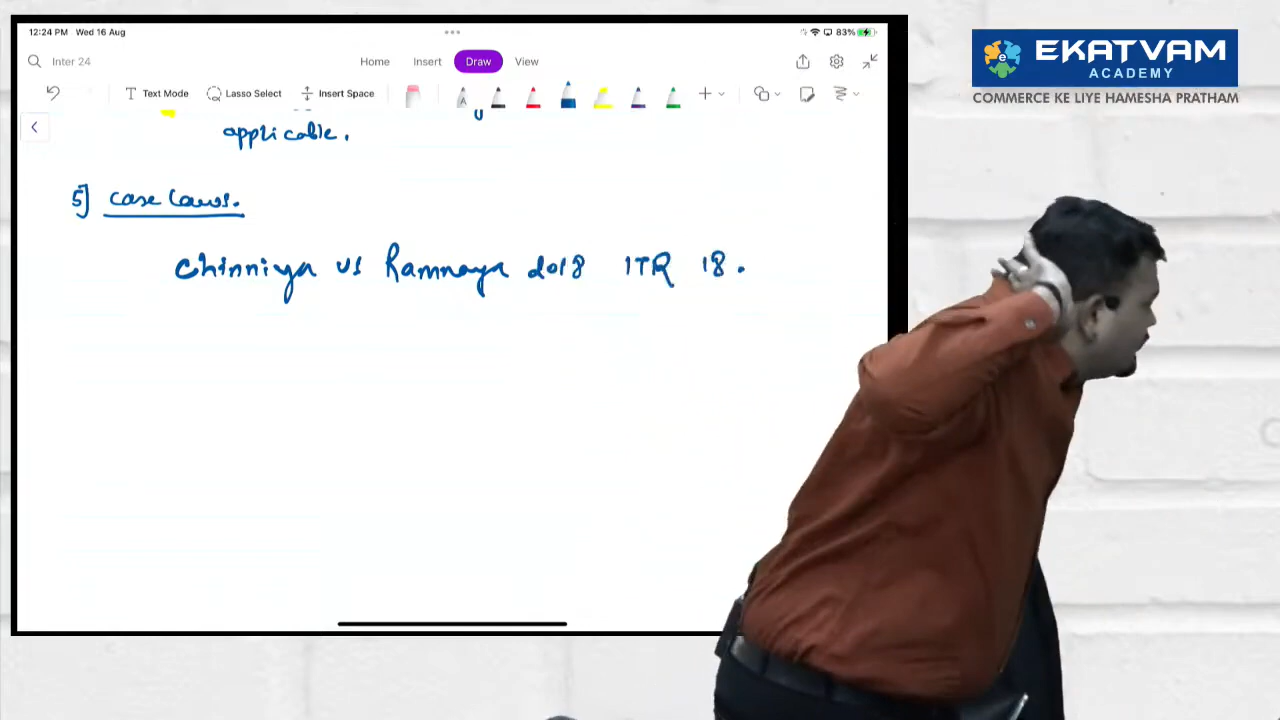 12:24 PM Wed 16 Aug
83%
Inter 24
Home Insert Draw View
Text Mode Lasso Select Insert Space
applicable.
5] Case Laws.
Chinniya vs Ramnaya 2018 ITR 18.
EKATVAM
ACADEMY
COMMERCE KE LIYE HAMESHA PRATHAM